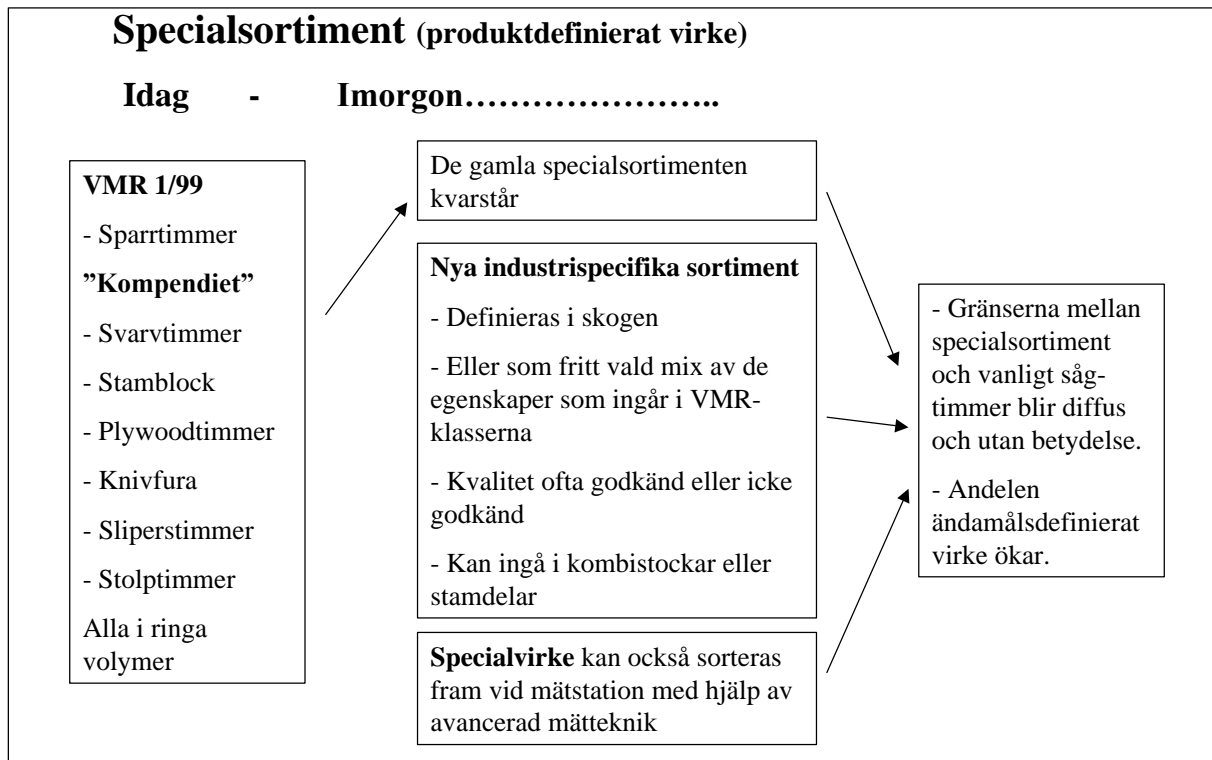 Specialsortiment (produktdefinierat virke)
Idag - Imorgon…………………..
VMR 1/99
- Sparrtimmer
”Kompendiet”
- Svarvtimmer
- Stamblock
- Plywoodtimmer
- Knivfura
- Sliperstimmer
- Stolptimmer
Alla i ringa
volymer
De gamla specialsortimenten
kvarstår
Nya industrispecifika sortiment
- Definieras i skogen
- Eller som fritt vald mix av de
egenskaper som ingår i VMR-
klasserna
- Kvalitet ofta godkänd eller icke
godkänd
- Kan ingå i kombistockar eller
stamdelar
Specialvirke kan också sorteras
fram vid mätstation med hjälp av
avancerad mätteknik
- Gränserna mellan
specialsortiment
och vanligt såg-
timmer blir diffus
och utan betydelse.
- Andelen
ändamålsdefinierat
virke ökar.